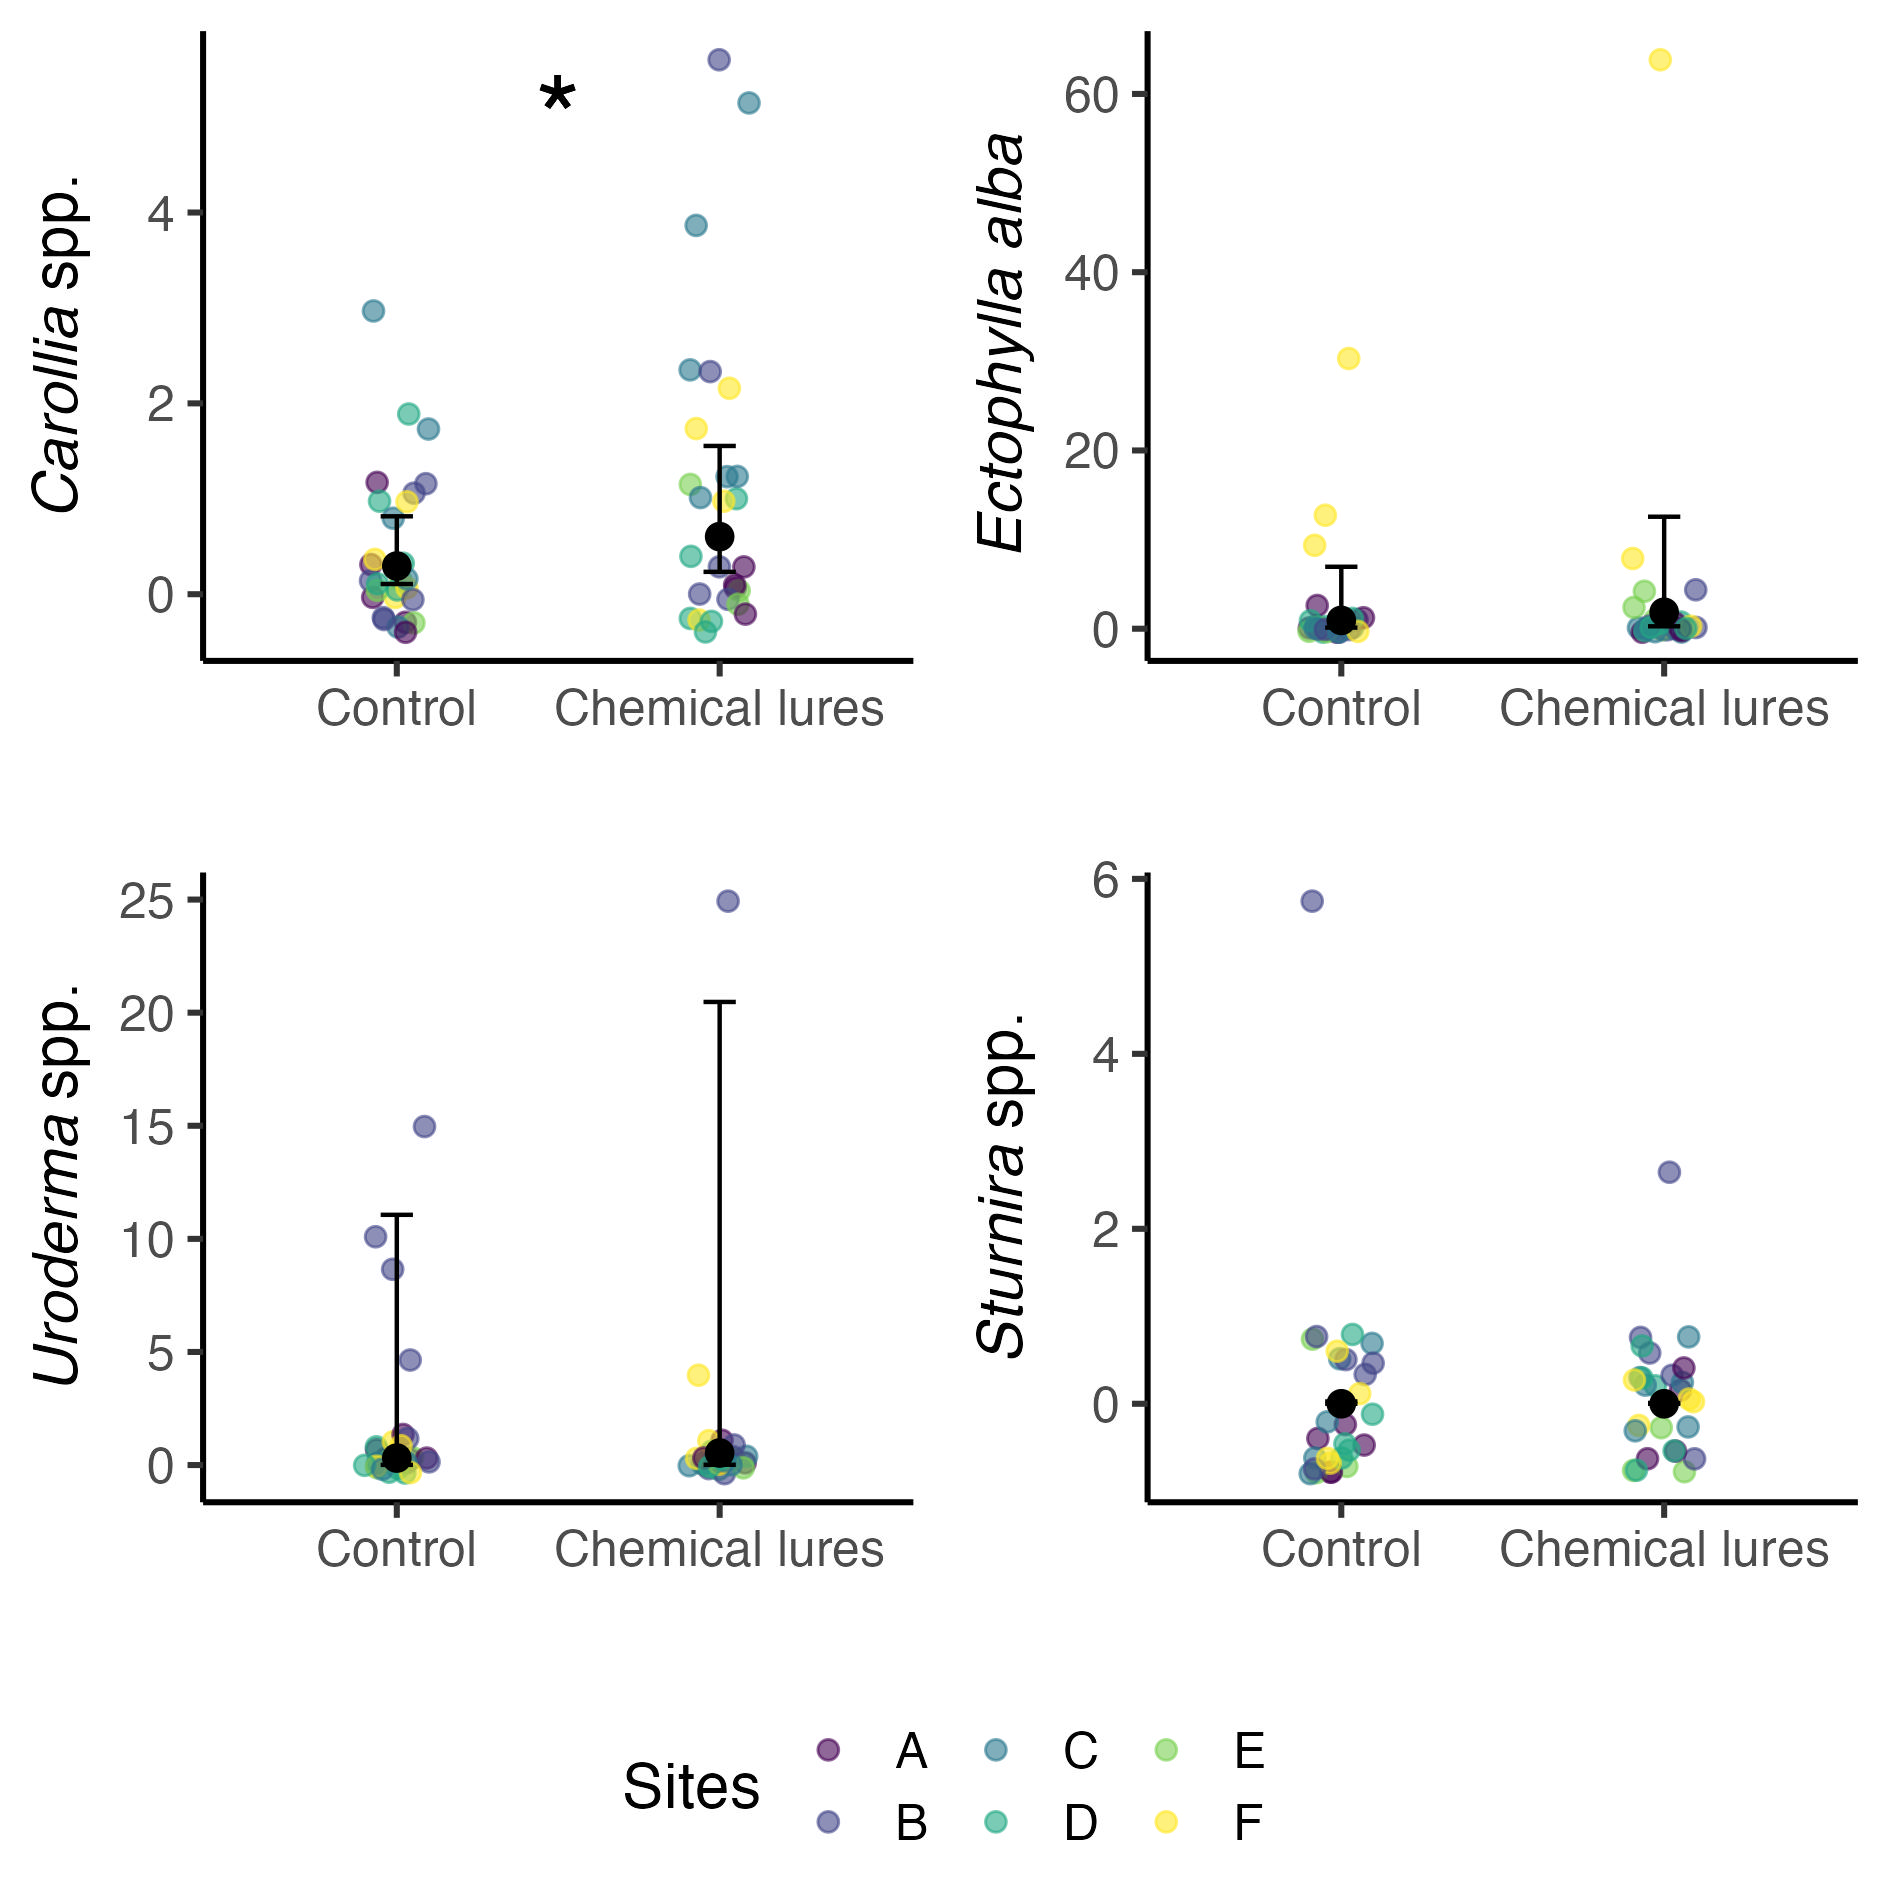 Carollia spp.
4
2
0
*
Control
Chemical lures
Ectophylla alba
60
40
20
0
Control
Chemical lures
Uroderma spp.
25
20
15
10
5
0
Control
Chemical lures
Sturnira spp.
6
4
2
0
Control
Chemical lures
Sites
A
C
E
B
D
F